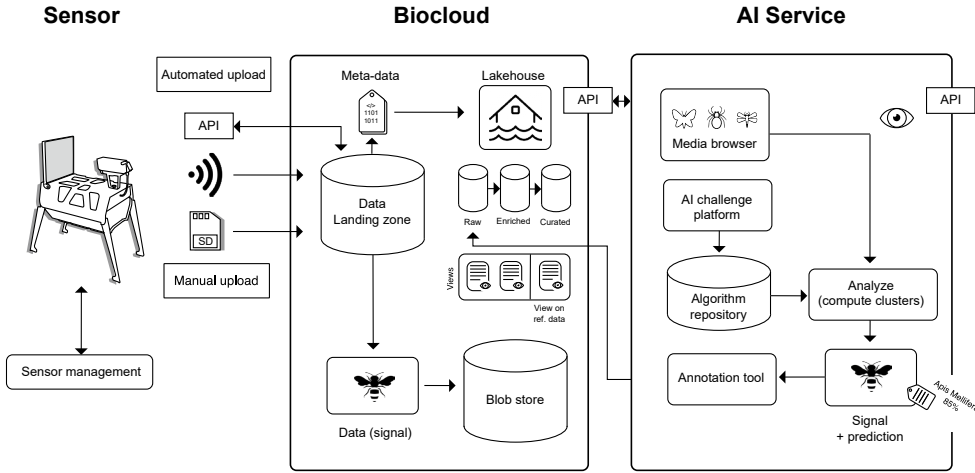 Sensor
Biocloud
AI Service
Automated upload
API
SD
Manual upload
Sensor management
Meta-data
</>
1101
1011
Lakehouse
API
Data
Landing zone
Raw
Enriched
Curated
Views
View on
ref. data
Data (signal)
Blob store
API
Media browser
AI challenge
platform
Algorithm
repository
Analyze
(compute clusters)
Annotation tool
Apis Mellifera
85%
Signal
+ prediction